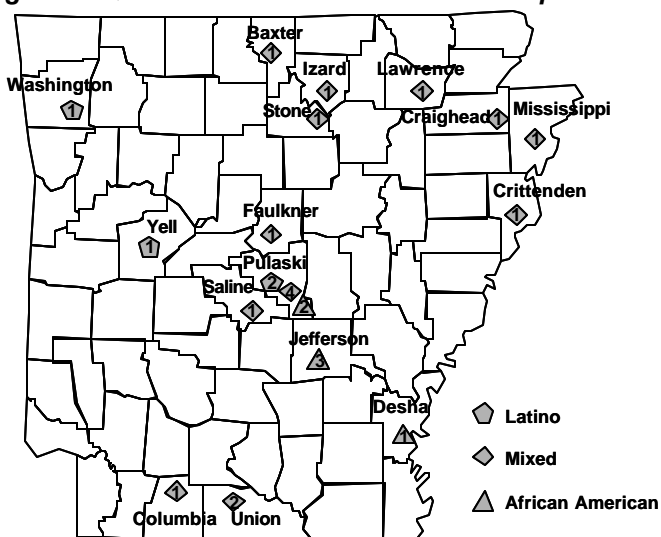 Baxter
1
Izard
1
Lawrence
1
Washington
1
Stone
1
Craighead
1
Mississippi
1
Crittenden
1
Yell
1
Faulkner
1
Pulaski
2
4
2
Saline
1
Jefferson
3
Desha
1
Latino
Mixed
African American
1
2
Columbia
Union